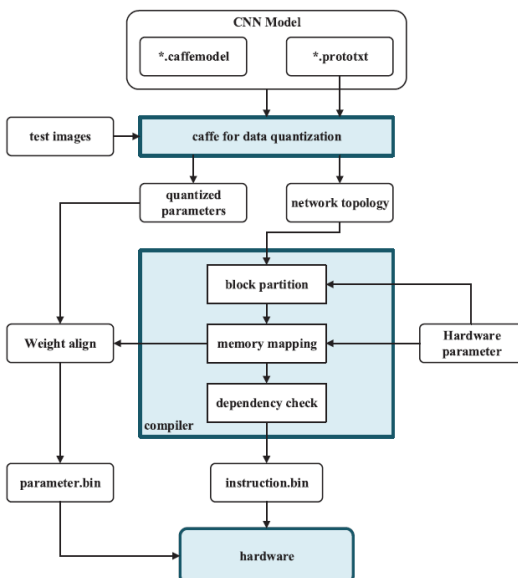 CNN Model
*.caffemodel
*.prototxt
test images
caffe for data quantization
quantized
parameters
network topology
block partition
Weight align
memory mapping
Hardware
parameter
dependency check
compiler
parameter.bin
instruction.bin
hardware